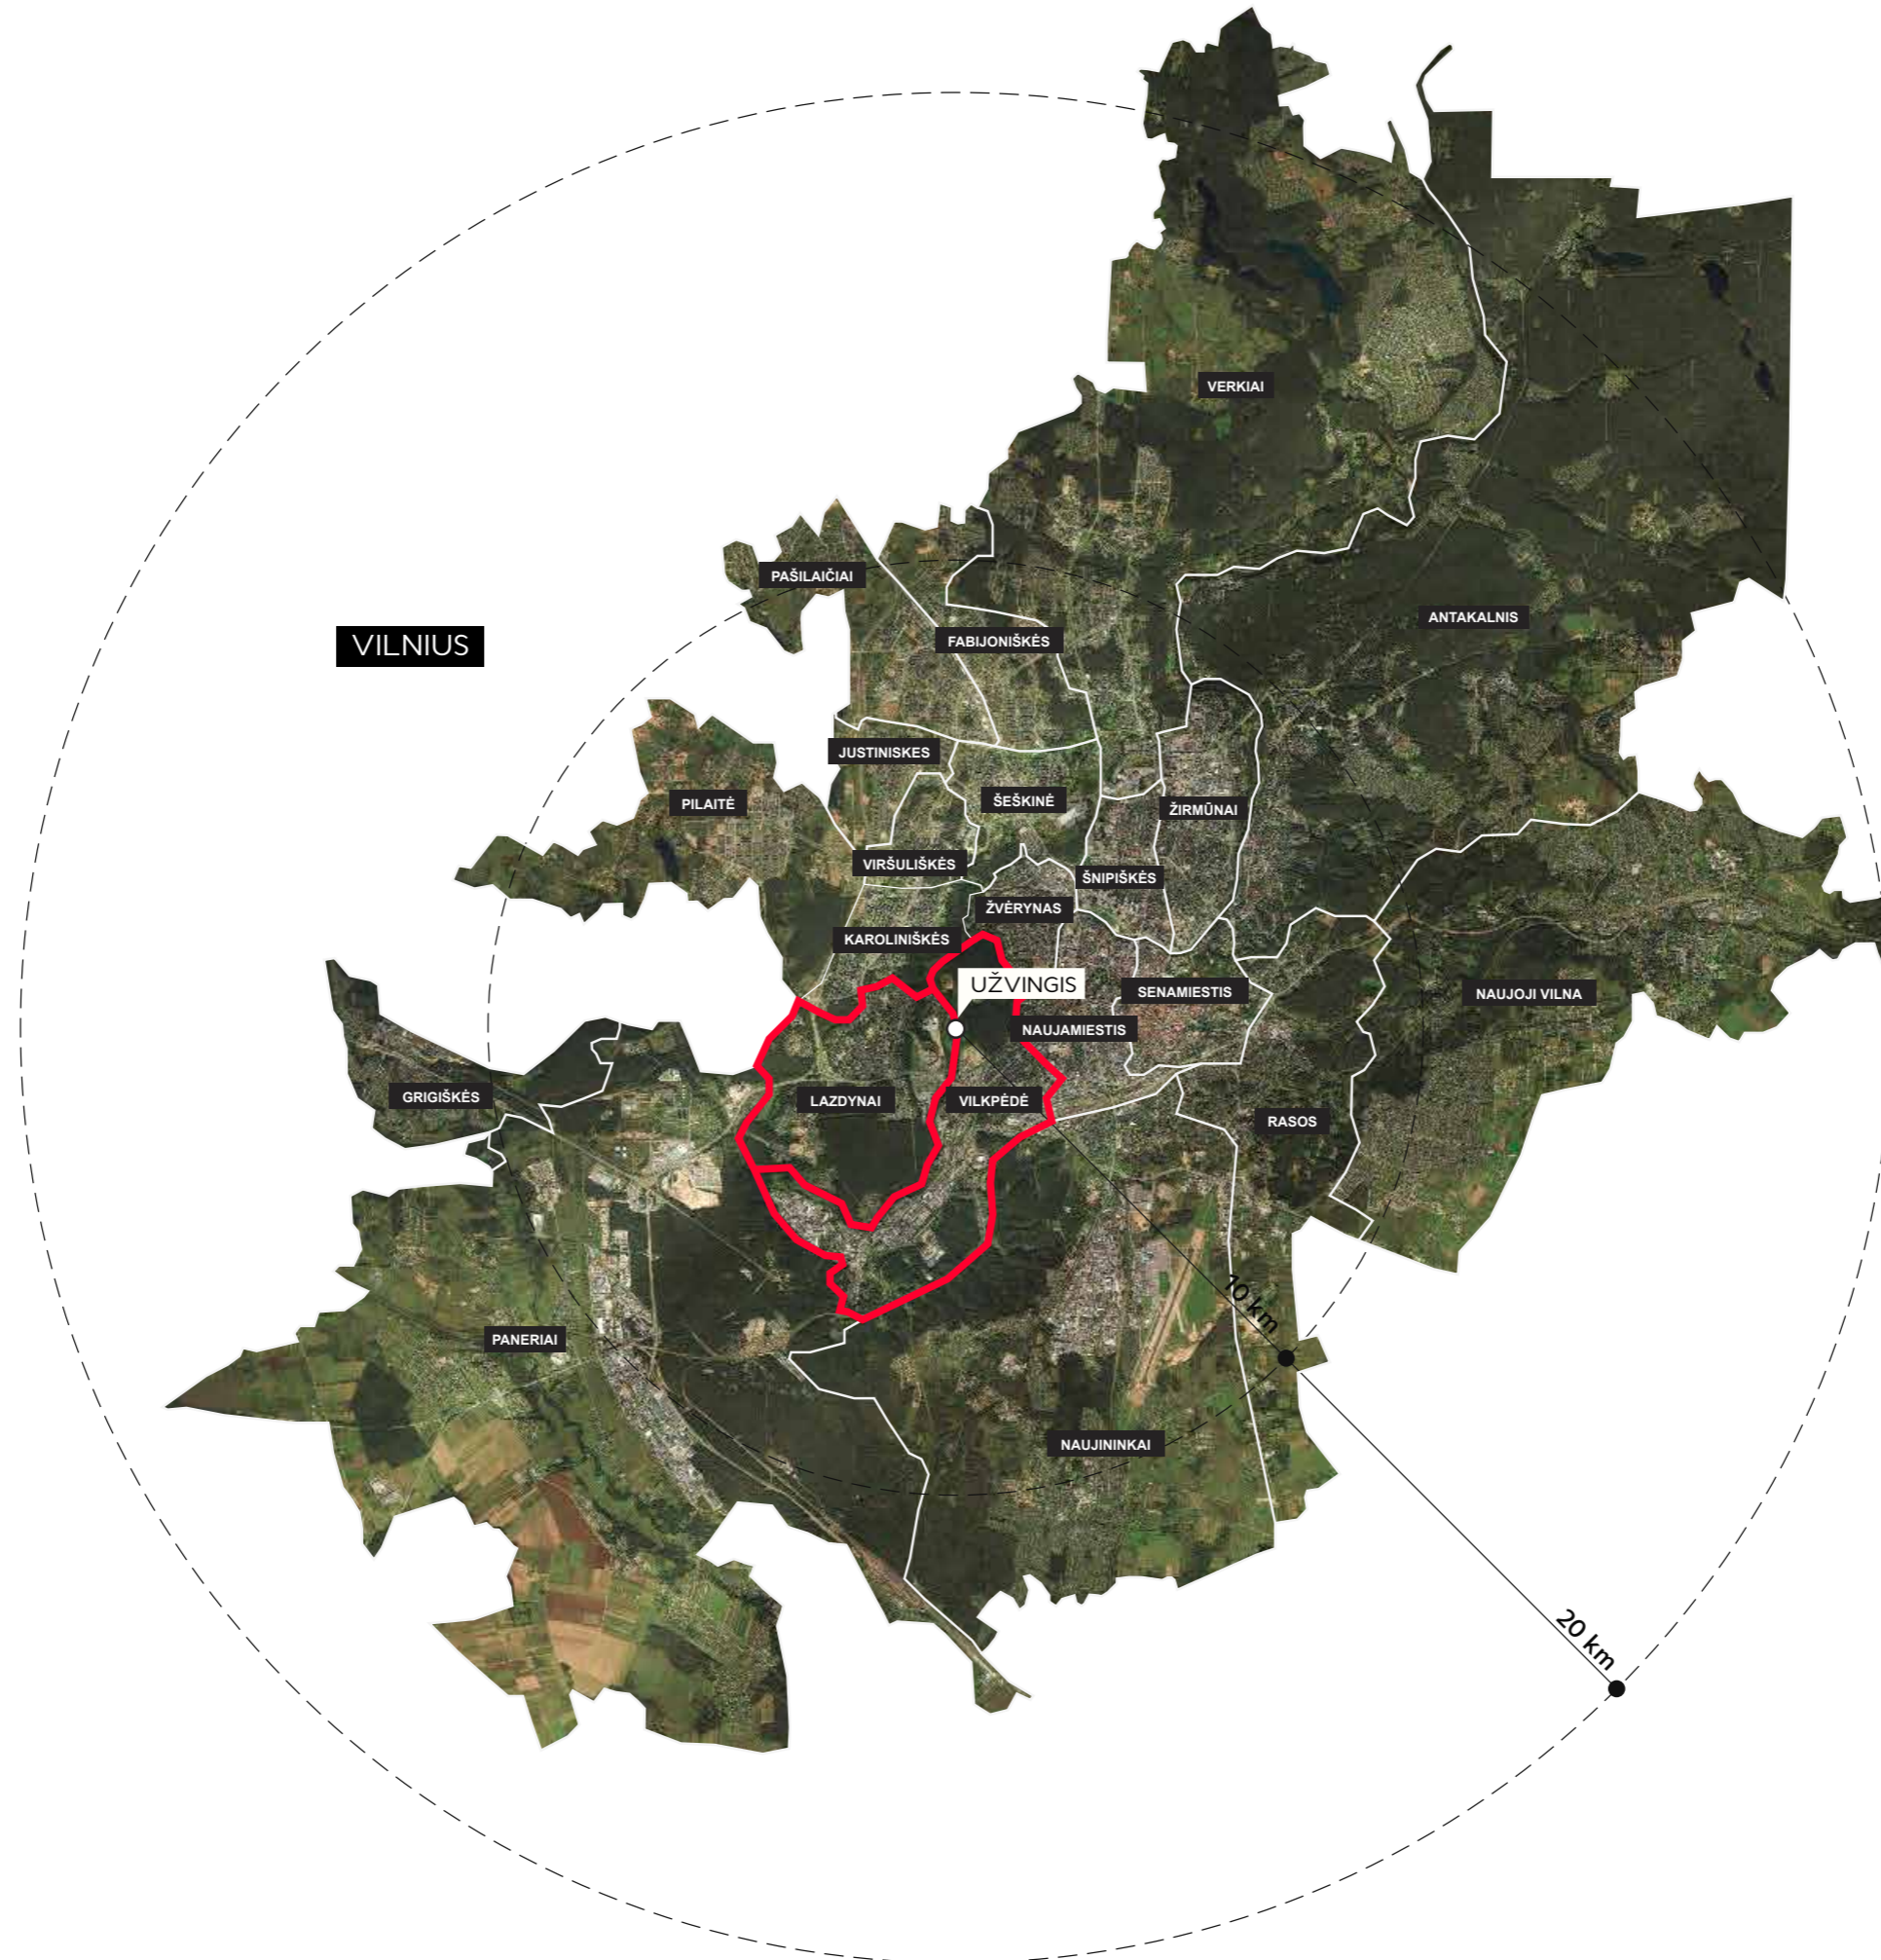 VERKIAI
PAŠILAIČIAI
ANTAKALNIS
FABIJONIŠKĖS
VILNIUS
JUSTINISKES
PILAITĖ
ŠEŠKINĖ
ŽIRMŪNAI
VIRŠULIŠKĖS
ŠNIPIŠKĖS
ŽVĖRYNAS
KAROLINIŠKĖS
UŽVINGIS
SENAMIESTIS
NAUJOJI VILNA
NAUJAMIESTIS
GRIGIŠKĖS
LAZDYNAI
VILKPĖDĖ
RASOS
10 km
PANERIAI
NAUJININKAI
20 km